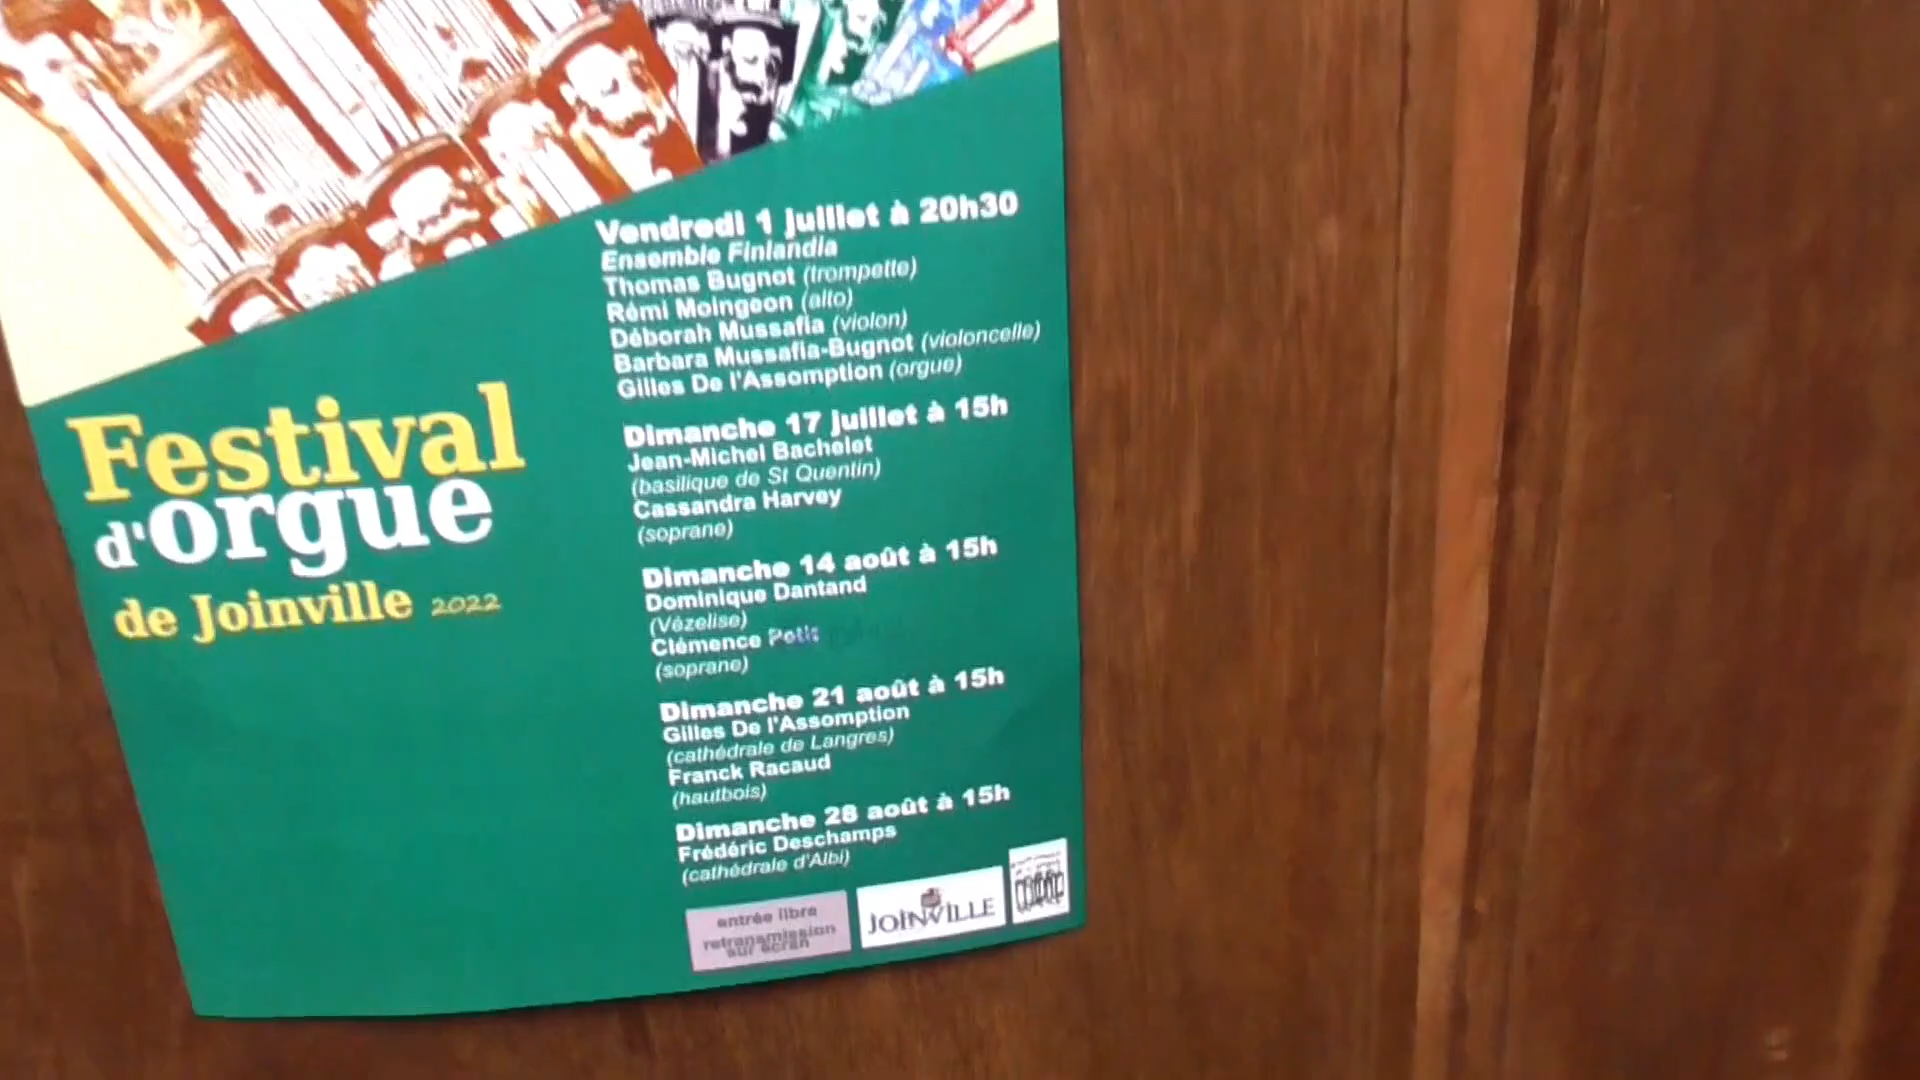 Festival
d'orgue
de Joinville 2022
Vendredi 1 juillet à 20h30
Ensemble Finlandia
Thomas Bugnot (trompette)
Rémi Moingeon (alto)
Déborah Mussafia (violon)
Barbara Mussafia-Bugnot (violoncelle)
Gilles De l'Assomption (orgue)
Dimanche 17 juillet à 15h
Jean-Michel Bachelet
(basilique de St Quentin)
Cassandra Harvey
(soprane)
Dimanche 14 août à 15h
Dominique Dantand
(Vézelise)
Clémence
(soprane)
Dimanche 21 août à 15h
Gilles De l'Assomption
(cathédrale de Langres)
Franck Racaud
(hautbois)
Dimanche 28 août à 15h
Frédéric Deschamps
(cathédrale d'Albi)
entrée libre
retransmission
sur écran
JOINVILLE